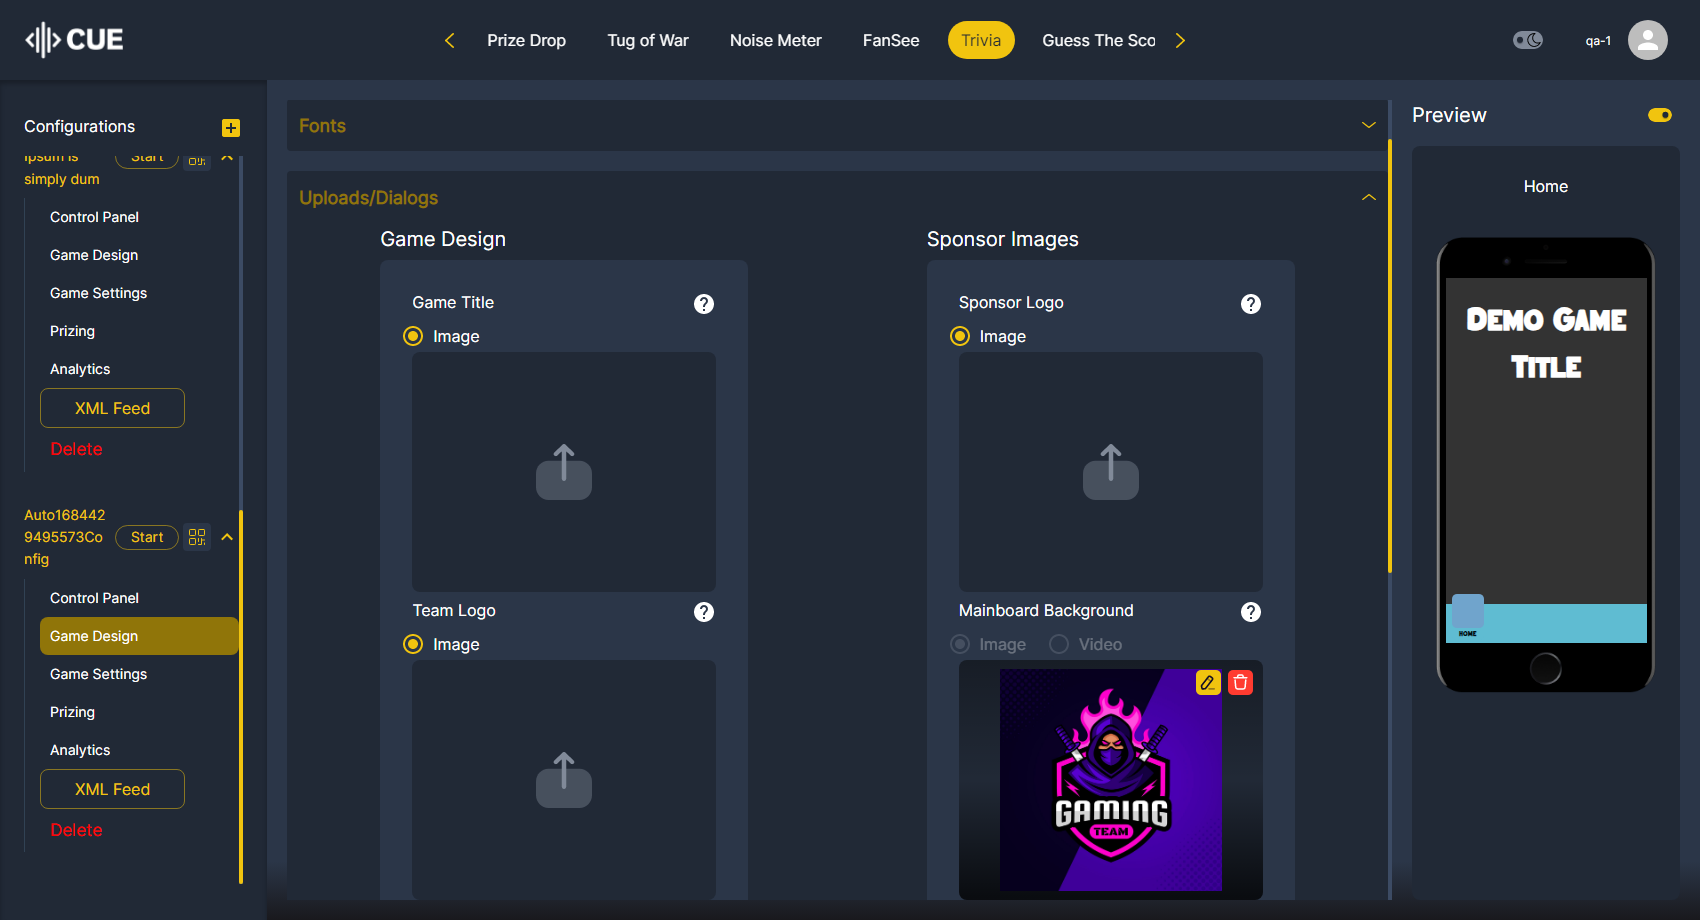 CUE
Prize Drop
Tug of War
Noise Meter
FanSee
Trivia
Guess The Sco
qa-1
Configurations
Ipsum is
simply dum
Start
Control Panel
Game Design
Game Settings
Prizing
Analytics
XML Feed
Delete
Auto168442
9495573Co
nfig
Start
Control Panel
Game Design
Game Settings
Prizing
Analytics
XML Feed
Delete
Fonts
Uploads/Dialogs
Game Design
Game Title
?
Image
Team Logo
?
Image
Sponsor Images
Sponsor Logo
?
Image
Mainboard Background
?
Image
Video
GAMING
TEAM
Preview
Home
Demo Game
Title
HOME